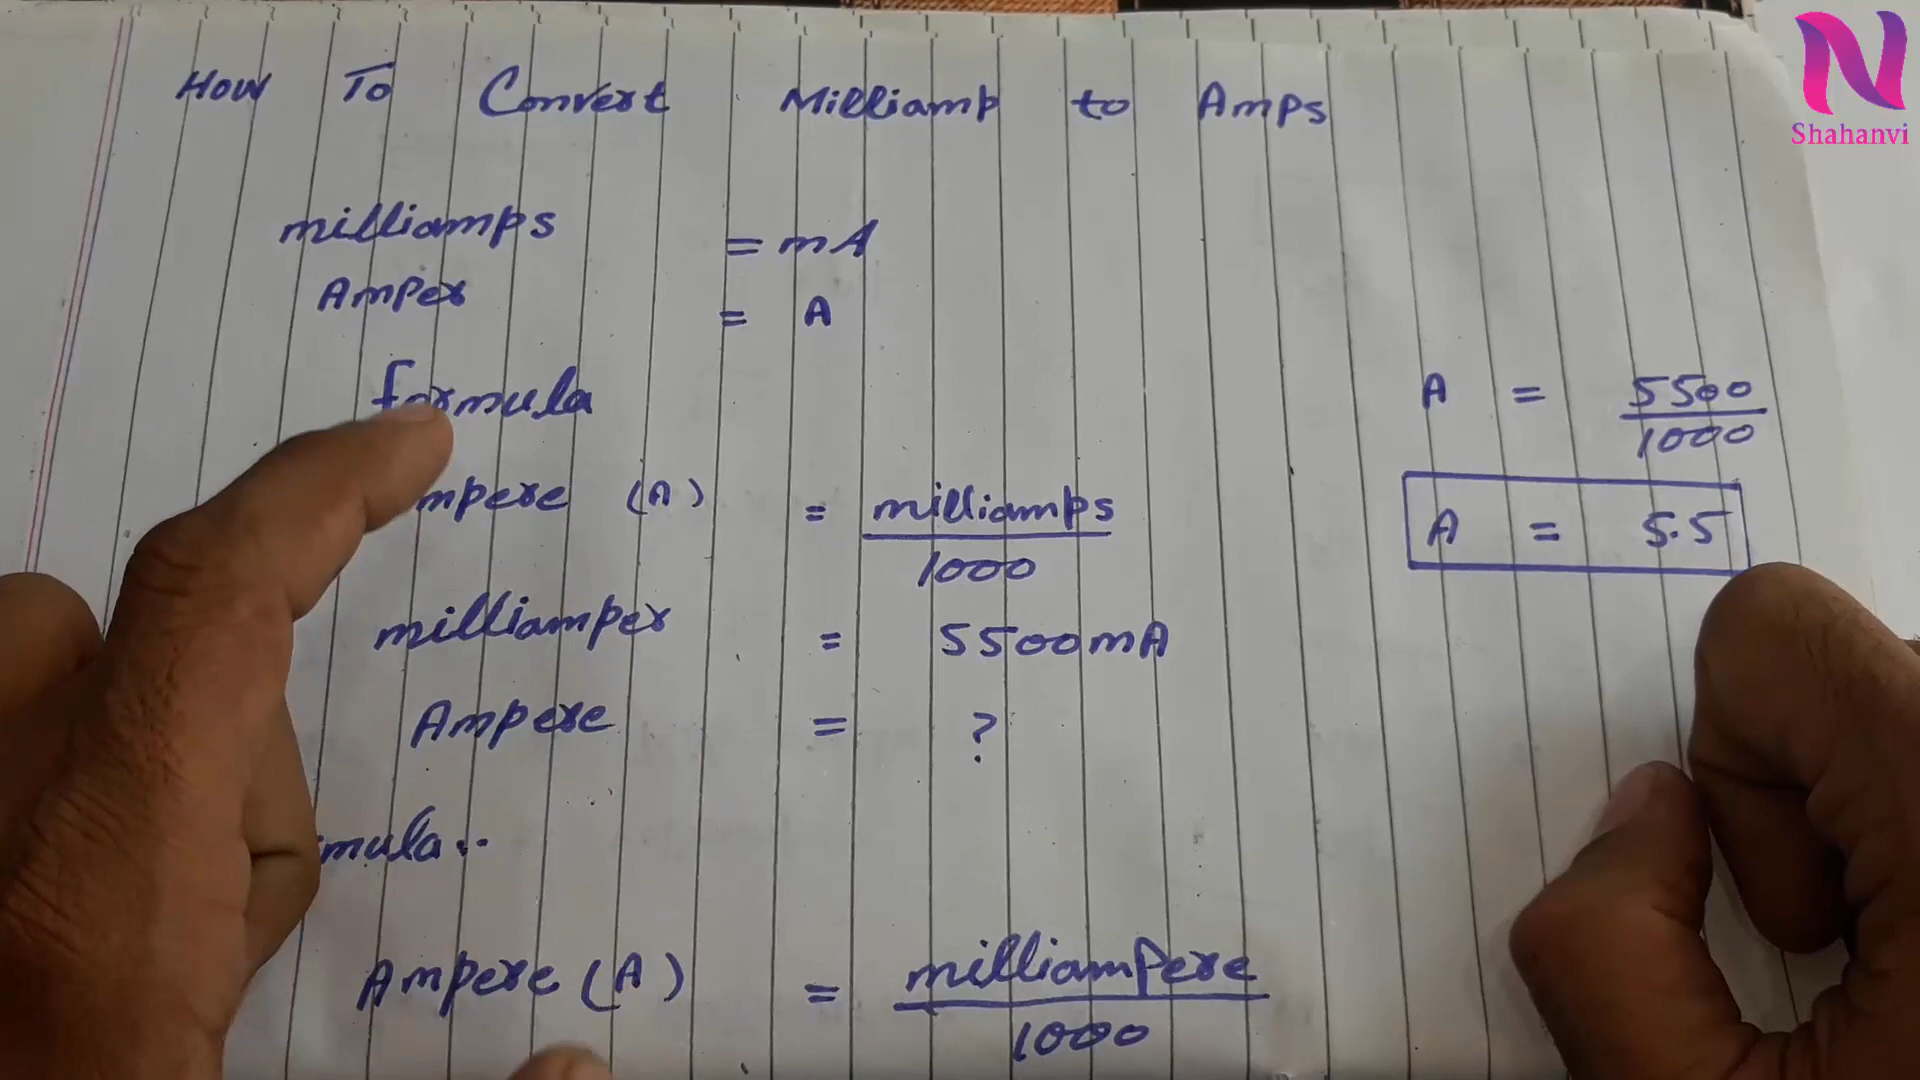 How To Convert Milliamp to Amps
milliamps = mA
Amper = A
formula
mpere (A) = milliamps
1000
milliamper = 5500mA
Ampere = ?
mula..
Ampere (A) = milliampere
1000
A = 5500
1000
A = 5.5
N
Shahanvi